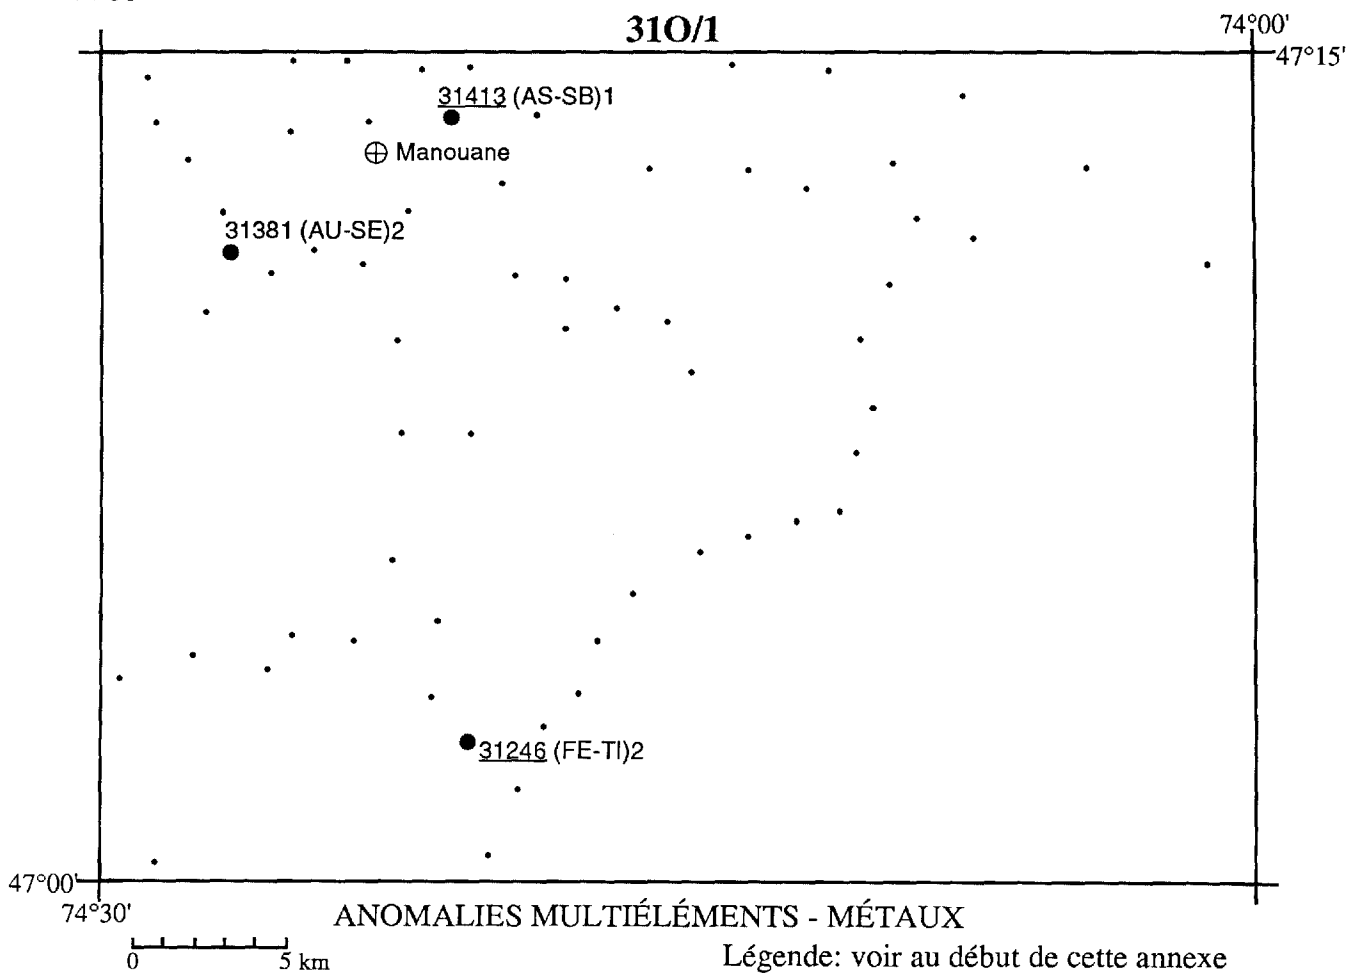 31O/1
74°00'
47°15'
31413 (AS-SB)1
Manouane
31381 (AU-SE)2
31246 (FE-TI)2
47°00'
74°30'
ANOMALIES MULTIÉLÉMENTS - MÉTAUX
0 5 km
Légende: voir au début de cette annexe